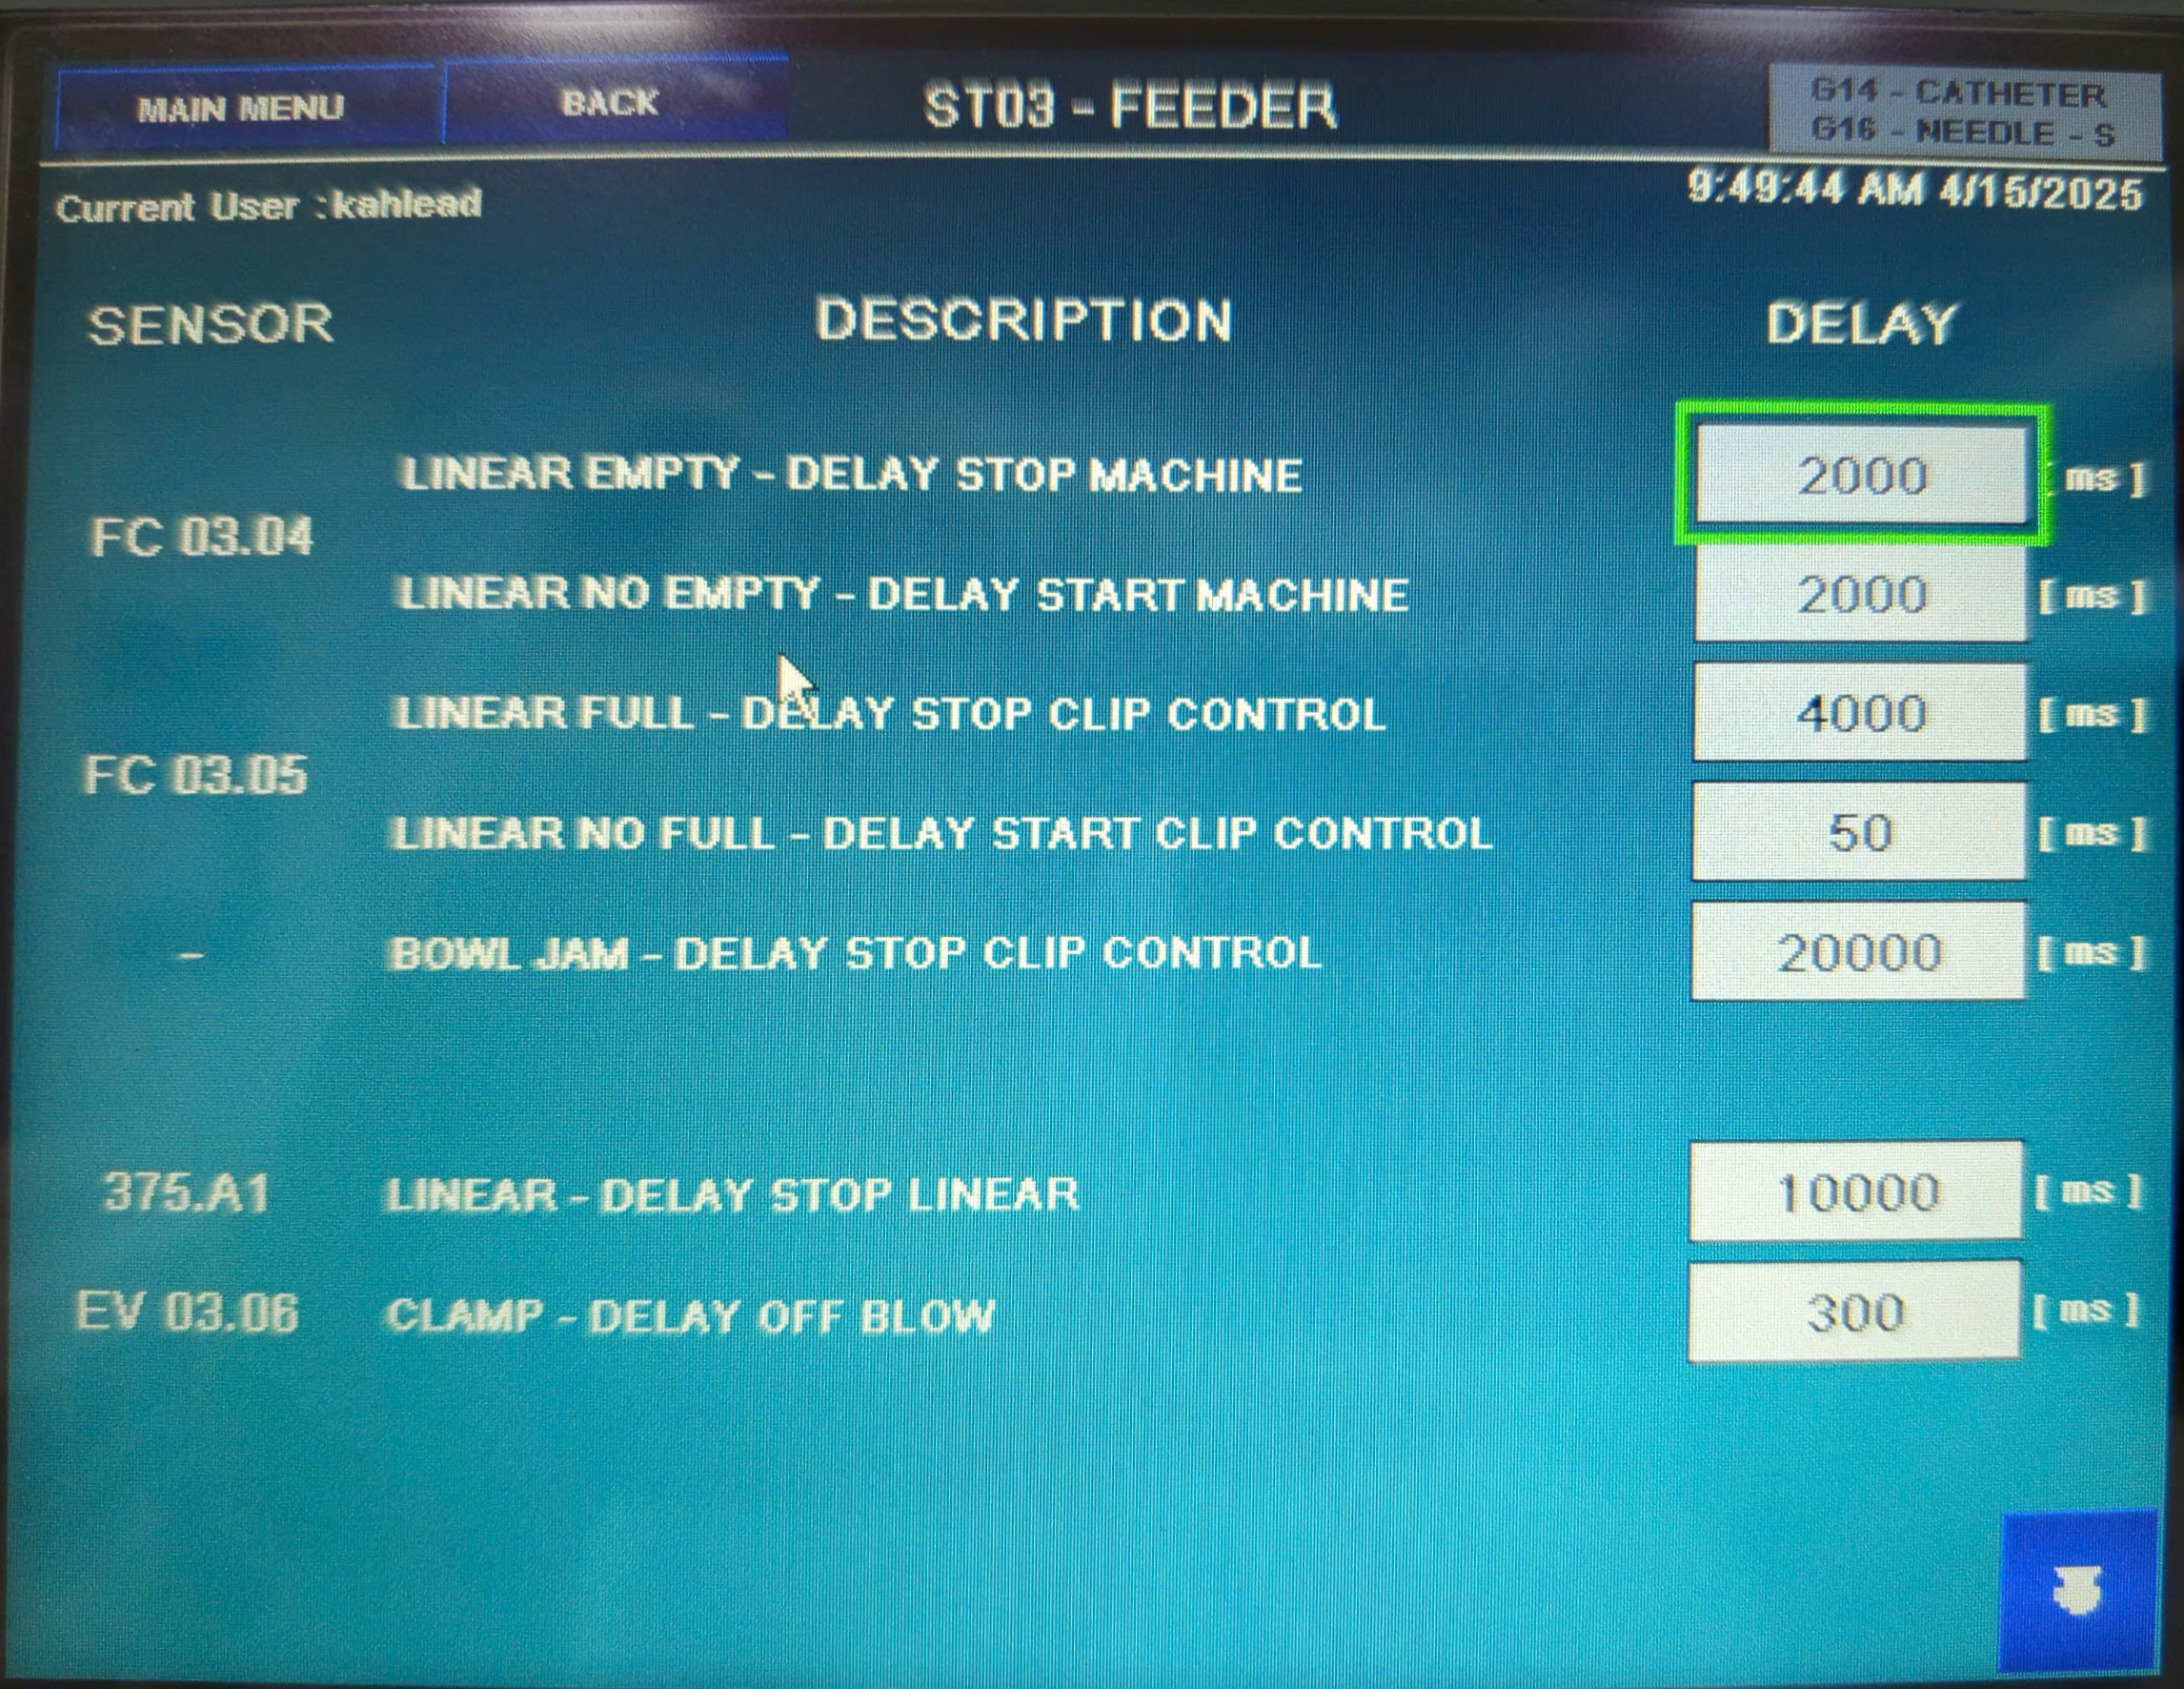 MAIN MENU BACK ST03 - FEEDER G14 - CATHETER
G16 - NEEDLE - S
Current User : kahlead 9:49:44 AM 4/15/2025
SENSOR DESCRIPTION DELAY
LINEAR EMPTY - DELAY STOP MACHINE 2000 ms ]
FC 03.04
LINEAR NO EMPTY - DELAY START MACHINE 2000 [ ms ]
LINEAR FULL - DELAY STOP CLIP CONTROL 4000 [ ms ]
FC 03.05
LINEAR NO FULL - DELAY START CLIP CONTROL 50 [ ms ]
- BOWL JAM - DELAY STOP CLIP CONTROL 20000 [ ms ]
375.A1 LINEAR - DELAY STOP LINEAR 10000 [ ms ]
EV 03.06 CLAMP - DELAY OFF BLOW 300 [ ms ]